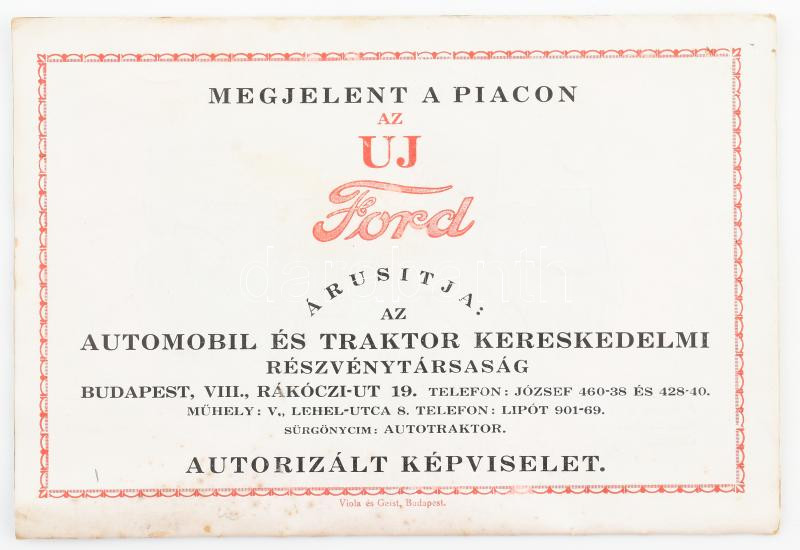 MEGJELENT A PIACON
AZ
UJ
Ford
ÁRUSITJA:
AZ
AUTOMOBIL ÉS TRAKTOR KERESKEDELMI
RÉSZVÉNYTÁRSASÁG
BUDAPEST, VIII., RÁKÓCZI-UT 19. TELEFON: JÓZSEF 460-38 ÉS 428-40.
MŰHELY: V., LEHEL-UTCA 8. TELEFON: LIPÓT 901-69.
SÜRGÖNYCIM: AUTOTRAKTOR.
AUTORIZÁLT KÉPVISELET.
Viola és Geist, Budapest.
darabanth